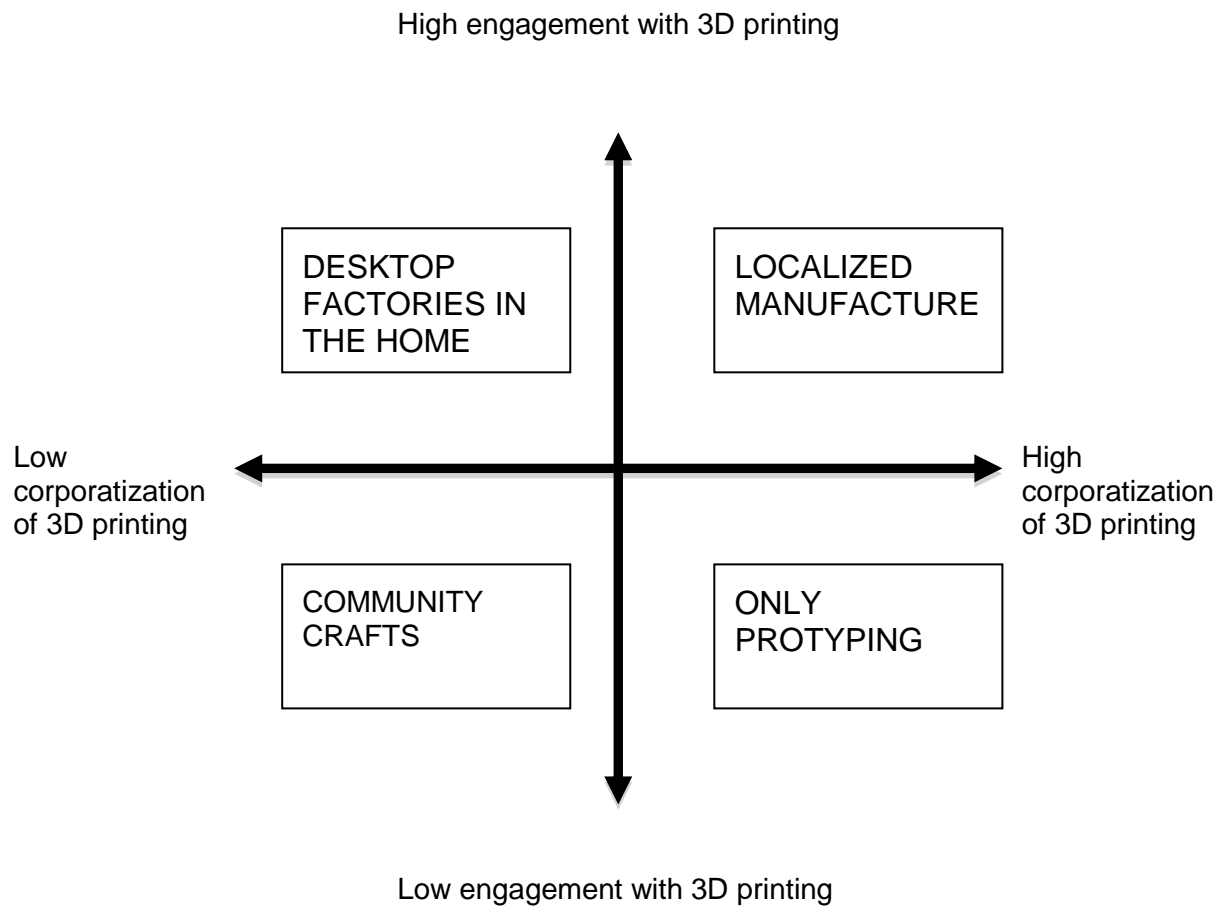 High engagement with 3D printing
DESKTOP
FACTORIES IN
THE HOME
LOCALIZED
MANUFACTURE
Low
corporatization
of 3D printing
High
corporatization
of 3D printing
COMMUNITY
CRAFTS
ONLY
PROTYPING
Low engagement with 3D printing